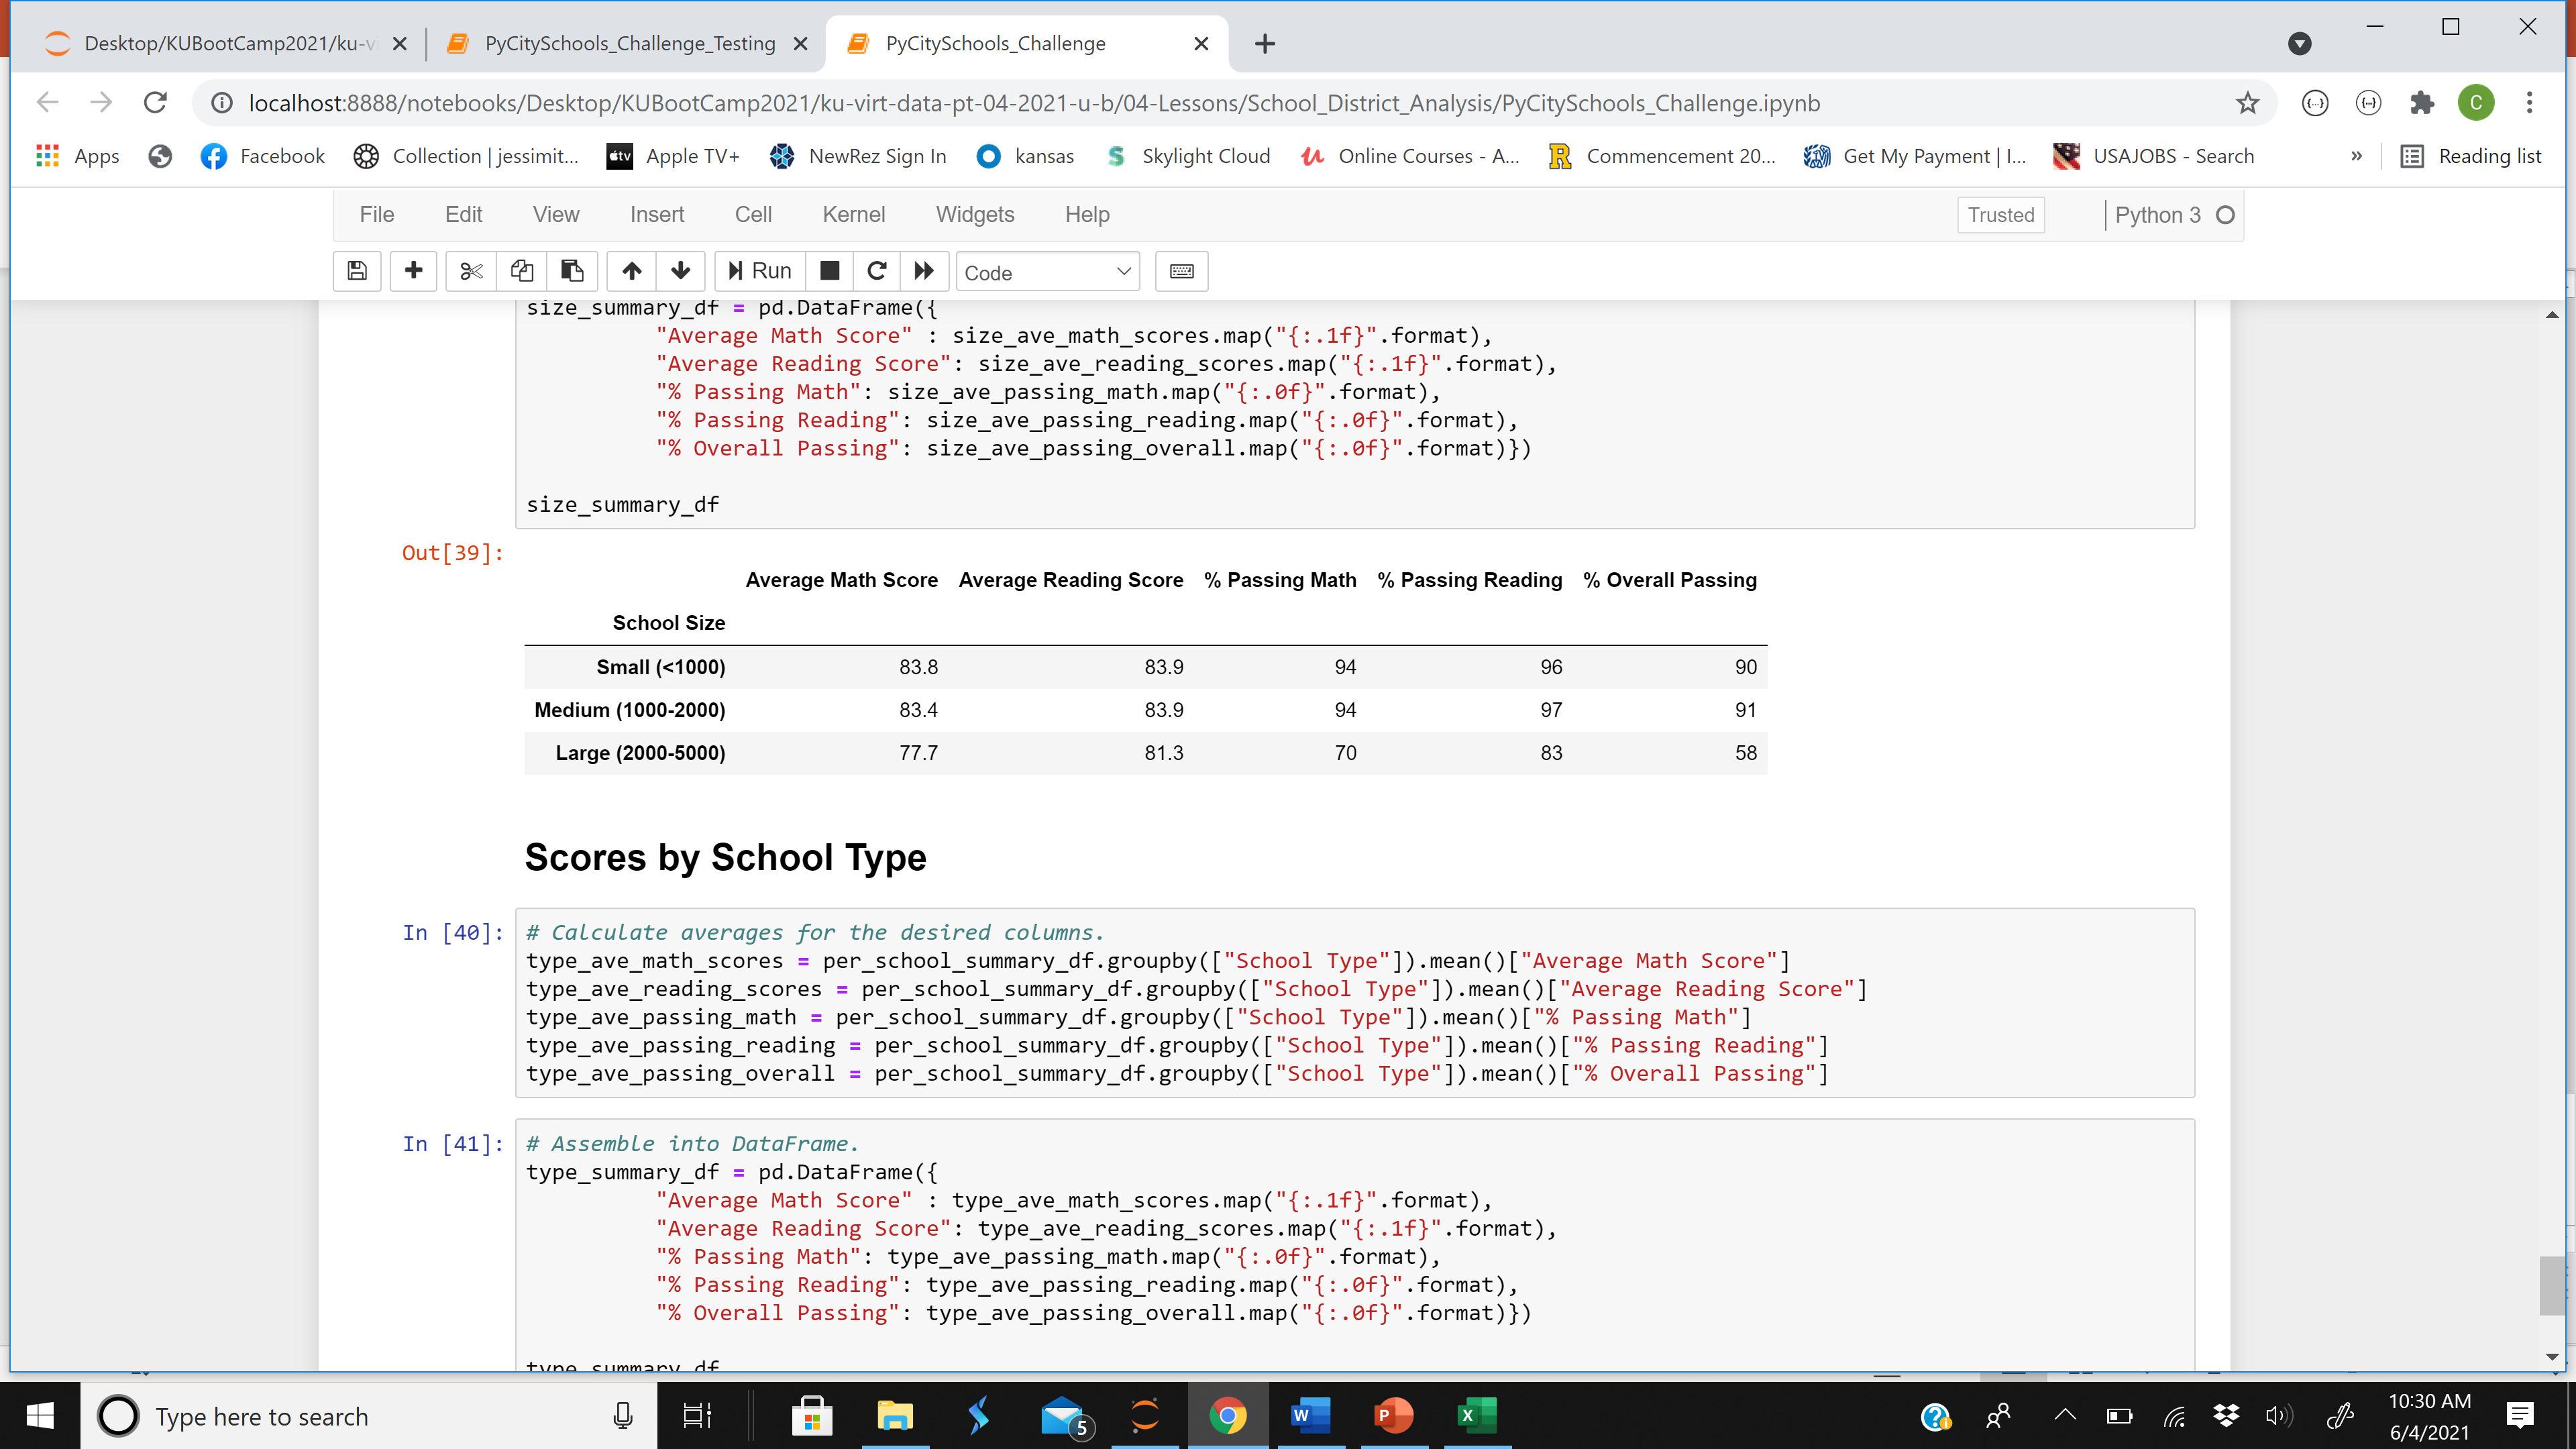 Desktop/KUBootCamp2021/ku-vi PyCitySchools_Challenge_Testing PyCitySchools_Challenge
localhost:8888/notebooks/Desktop/KUBootCamp2021/ku-virt-data-pt-04-2021-u-b/04-Lessons/School_District_Analysis/PyCitySchools_Challenge.ipynb C
Apps Facebook Collection | jessimit... tv Apple TV+ NewRez Sign In kansas Skylight Cloud Online Courses - A... Commencement 20... Get My Payment | I... USAJOBS - Search » Reading list
File Edit View Insert Cell Kernel Widgets Help Trusted Python 3
Run Code
size_summary_df = pd.DataFrame({
"Average Math Score" : size_ave_math_scores.map("{:.1f}".format),
"Average Reading Score": size_ave_reading_scores.map("{:.1f}".format),
"% Passing Math": size_ave_passing_math.map("{:.0f}".format),
"% Passing Reading": size_ave_passing_reading.map("{:.0f}".format),
"% Overall Passing": size_ave_passing_overall.map("{:.0f}".format)})
size_summary_df
Out[39]:
Average Math Score Average Reading Score % Passing Math % Passing Reading % Overall Passing
School Size
Small (<1000) 83.8 83.9 94 96 90
Medium (1000-2000) 83.4 83.9 94 97 91
Large (2000-5000) 77.7 81.3 70 83 58
Scores by School Type
In [40]: # Calculate averages for the desired columns.
type_ave_math_scores = per_school_summary_df.groupby(["School Type"]).mean()["Average Math Score"]
type_ave_reading_scores = per_school_summary_df.groupby(["School Type"]).mean()["Average Reading Score"]
type_ave_passing_math = per_school_summary_df.groupby(["School Type"]).mean()["% Passing Math"]
type_ave_passing_reading = per_school_summary_df.groupby(["School Type"]).mean()["% Passing Reading"]
type_ave_passing_overall = per_school_summary_df.groupby(["School Type"]).mean()["% Overall Passing"]
In [41]: # Assemble into DataFrame.
type_summary_df = pd.DataFrame({
"Average Math Score" : type_ave_math_scores.map("{:.1f}".format),
"Average Reading Score": type_ave_reading_scores.map("{:.1f}".format),
"% Passing Math": type_ave_passing_math.map("{:.0f}".format),
"% Passing Reading": type_ave_passing_reading.map("{:.0f}".format),
"% Overall Passing": type_ave_passing_overall.map("{:.0f}".format)})
type_summary_df
Type here to search 5 W P X 10:30 AM
6/4/2021